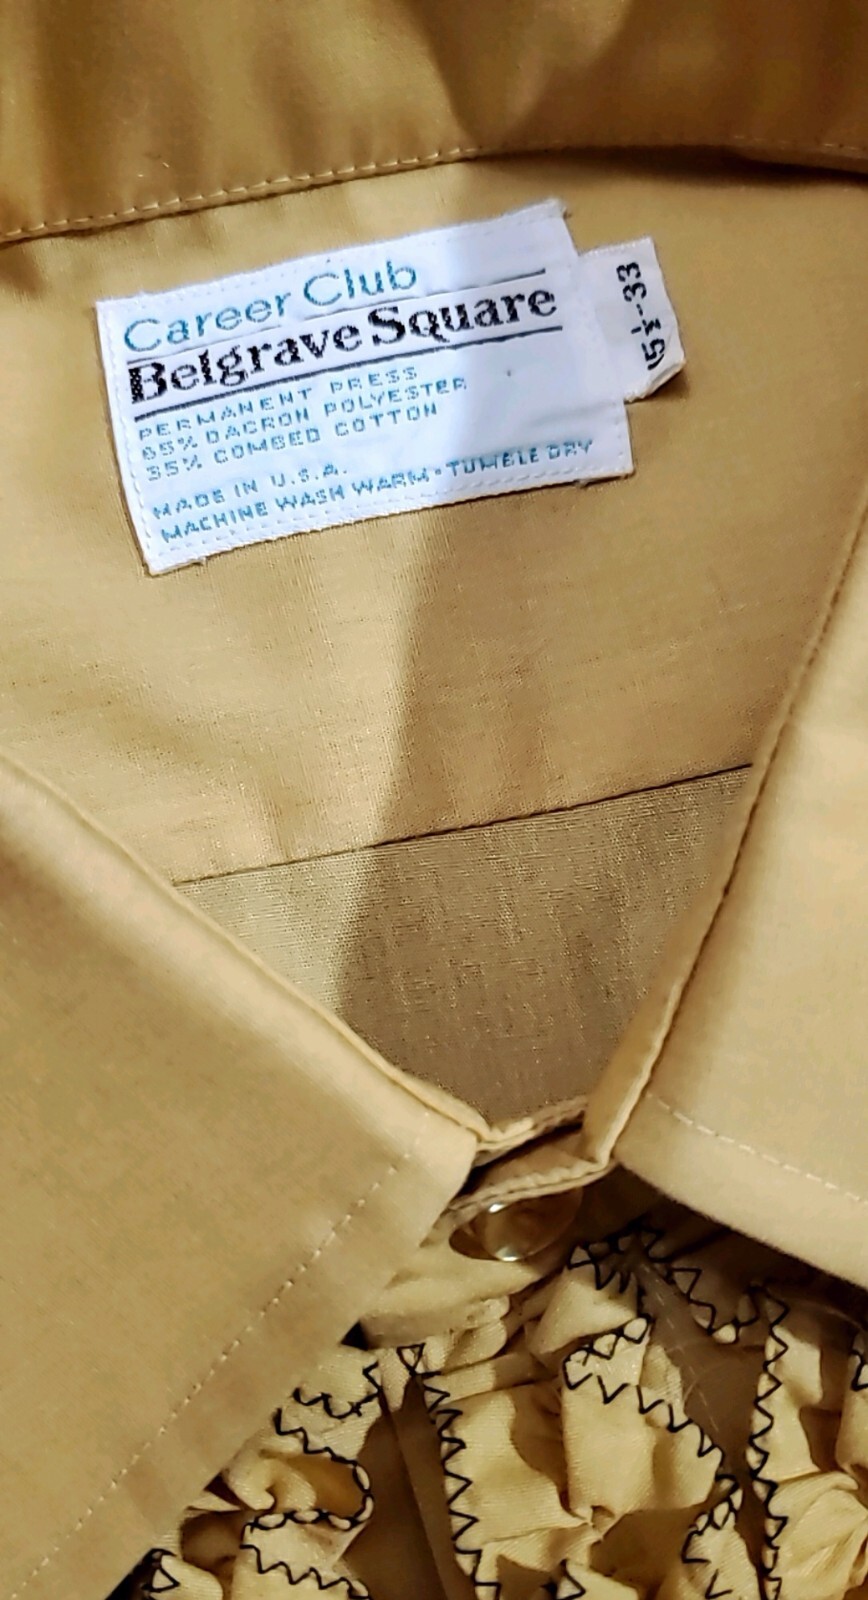 Career Club
Belgrave Square
PERMANENT PRESS
65% DACRON POLYESTER
35% COMBED COTTON
MADE IN U.S.A.
MACHINE WASH WARM • TUMBLE DRY
15½-33